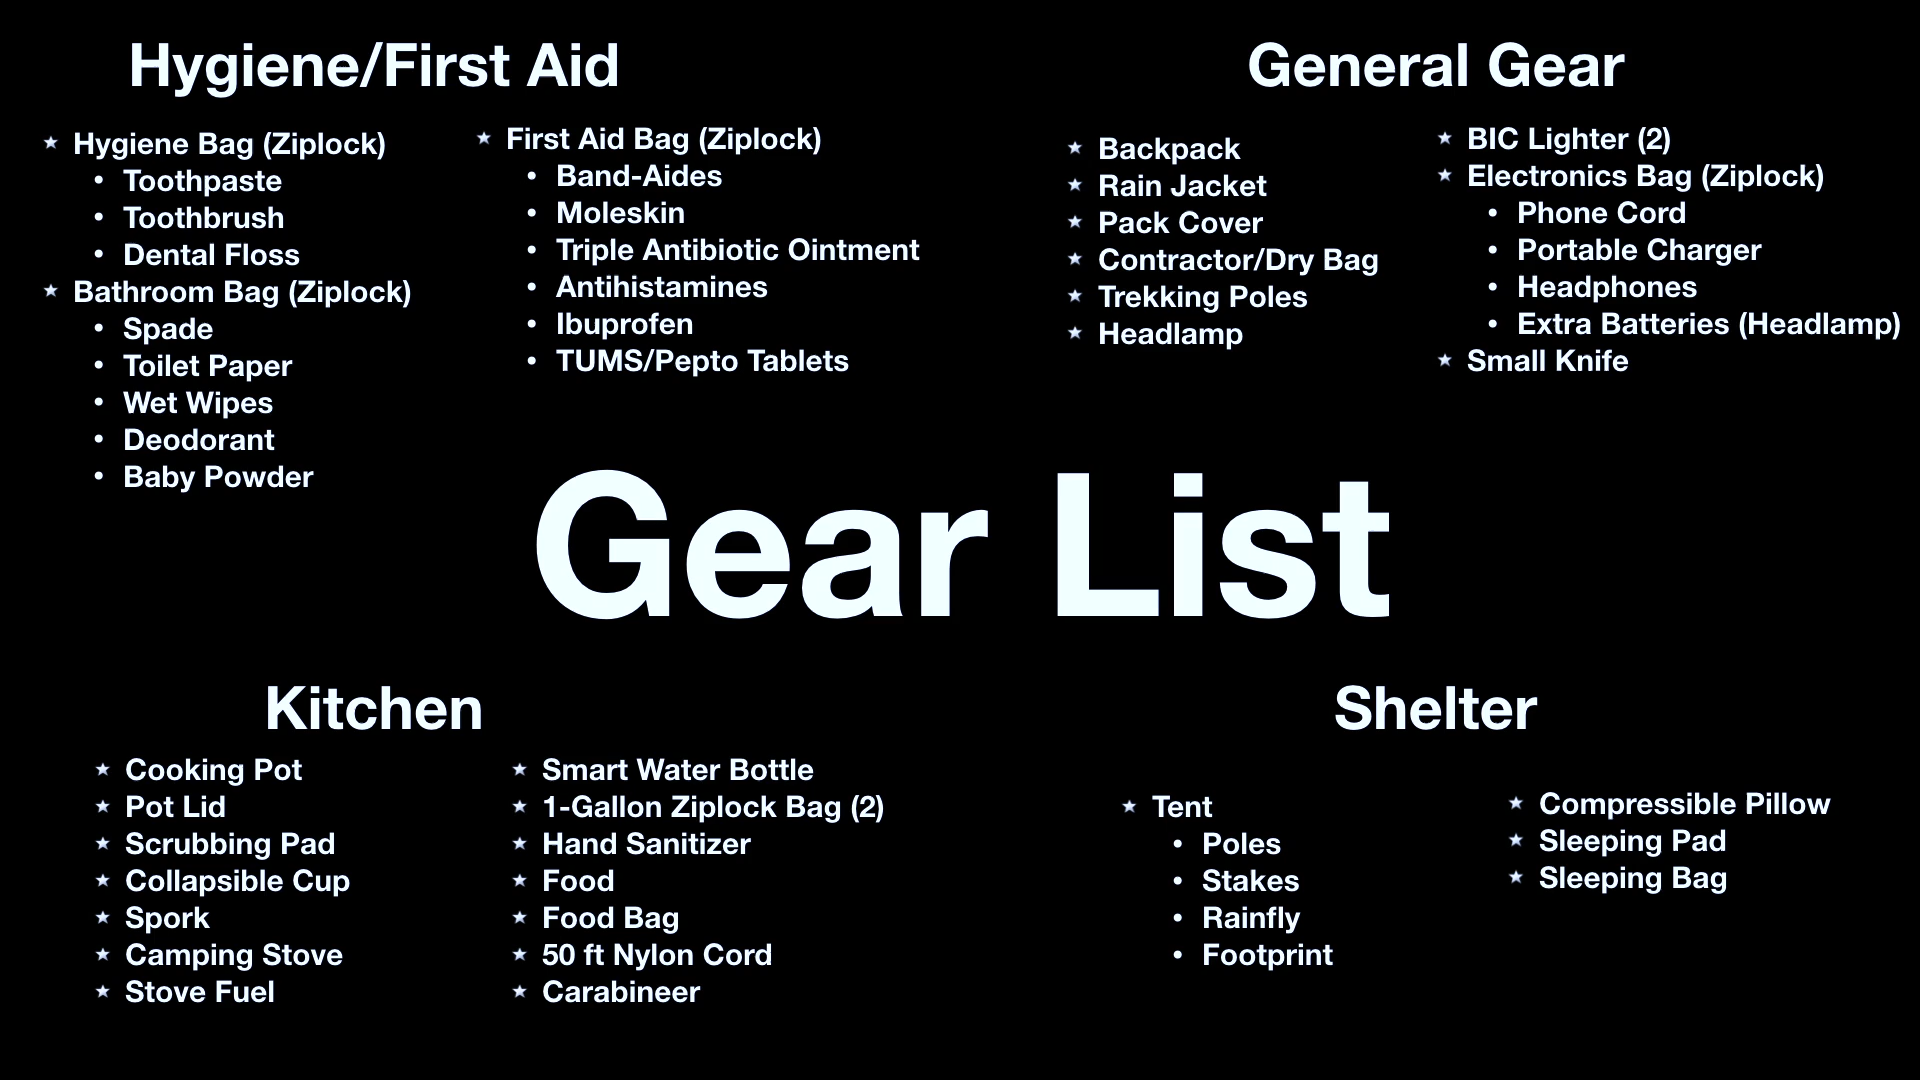 Hygiene/First Aid
Hygiene Bag (Ziplock)
Toothpaste
Toothbrush
Dental Floss
Bathroom Bag (Ziplock)
Spade
Toilet Paper
Wet Wipes
Deodorant
Baby Powder
First Aid Bag (Ziplock)
Band-Aides
Moleskin
Triple Antibiotic Ointment
Antihistamines
Ibuprofen
TUMS/Pepto Tablets
General Gear
Backpack
Rain Jacket
Pack Cover
Contractor/Dry Bag
Trekking Poles
Headlamp
BIC Lighter (2)
Electronics Bag (Ziplock)
Phone Cord
Portable Charger
Headphones
Extra Batteries (Headlamp)
Small Knife
Gear List
Kitchen
Cooking Pot
Pot Lid
Scrubbing Pad
Collapsible Cup
Spork
Camping Stove
Stove Fuel
Smart Water Bottle
1-Gallon Ziplock Bag (2)
Hand Sanitizer
Food
Food Bag
50 ft Nylon Cord
Carabineer
Shelter
Tent
Poles
Stakes
Rainfly
Footprint
Compressible Pillow
Sleeping Pad
Sleeping Bag